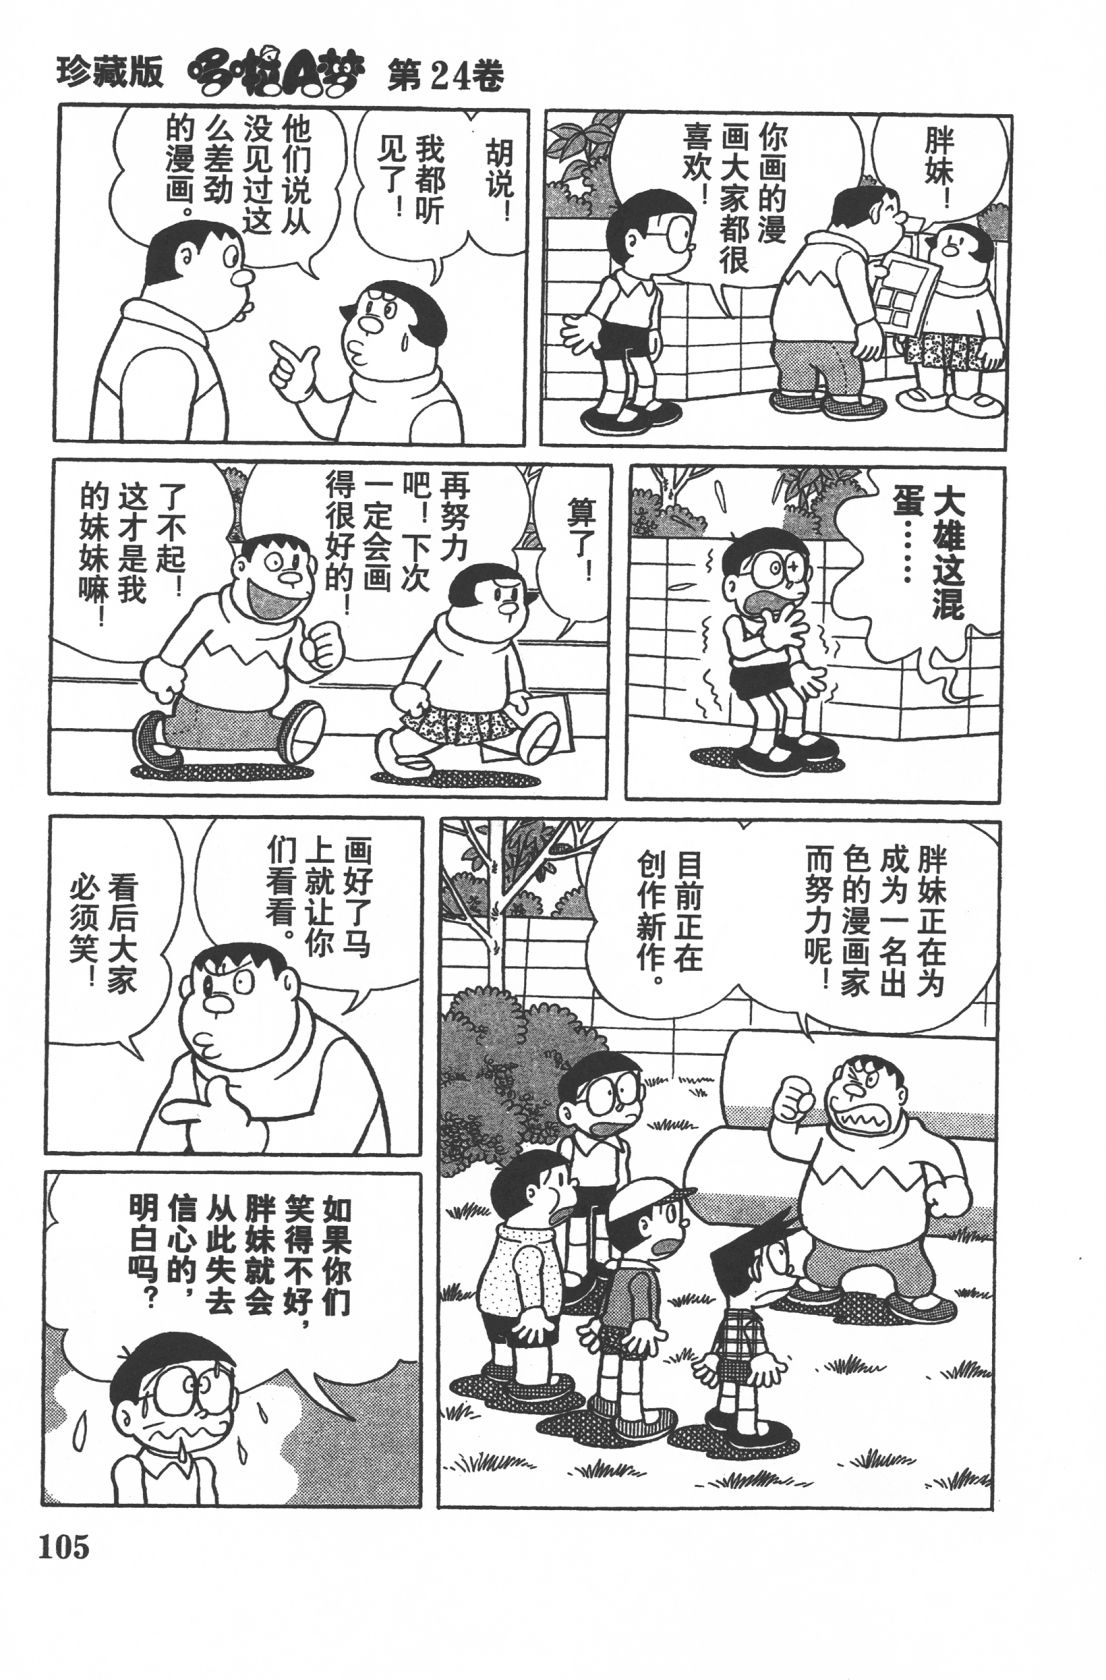 珍藏版 哆啦A梦 第24卷
胖妹！
你画的漫
画大家都很
喜欢！
胡说！
我都听
见了！
他们说从
没见过这
么差劲
的漫画。
大雄这混
蛋……
算了！
再努力
吧！下次
一定会画
得很好的！
了不起！
这才是我
的妹妹嘛！
胖妹正在为
成为一名出
色的漫画家
而努力呢！
目前正在
创作新作。
画好了马
上就让你
们看看。
看后大家
必须笑！
如果你们
笑得不好，
胖妹就会
从此失去
信心的，
明白吗？
105